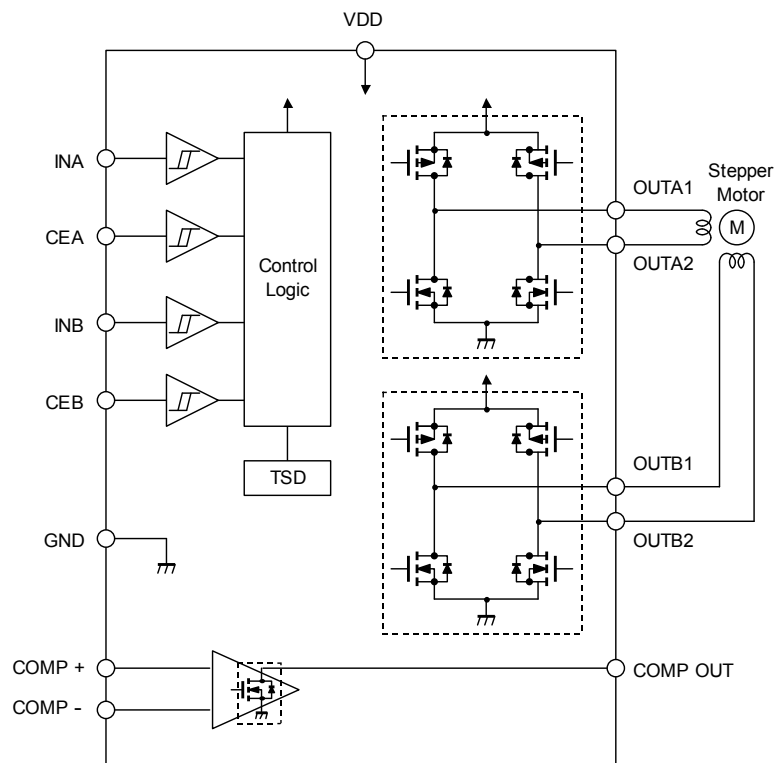 VDD
INA
CEA
INB
CEB
GND
COMP +
COMP -
Control
Logic
TSD
OUTA1
OUTA2
Stepper
Motor
M
OUTB1
OUTB2
COMP OUT